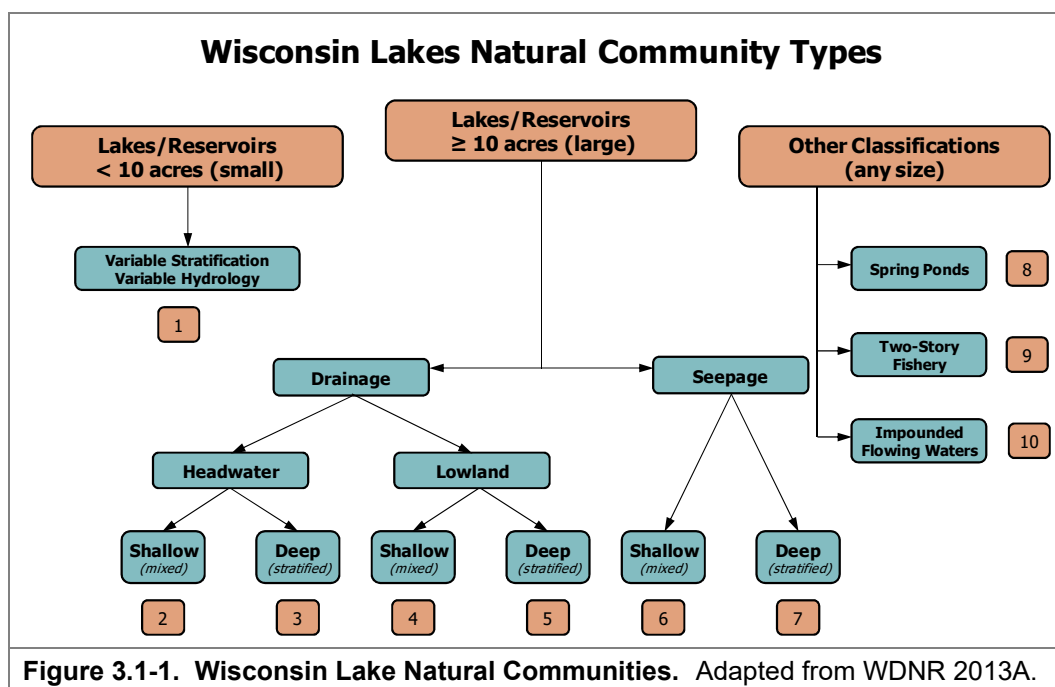 Wisconsin Lakes Natural Community Types
Lakes/Reservoirs
< 10 acres (small)
Lakes/Reservoirs
≥ 10 acres (large)
Other Classifications
(any size)
Variable Stratification
Variable Hydrology
1
Spring Ponds
8
Two-Story
Fishery
9
Impounded
Flowing Waters
10
Drainage
Seepage
Headwater
Lowland
Shallow
(mixed)
Deep
(stratified)
Shallow
(mixed)
Deep
(stratified)
Shallow
(mixed)
Deep
(stratified)
2
3
4
5
6
7
Figure 3.1-1. Wisconsin Lake Natural Communities. Adapted from WDNR 2013A.